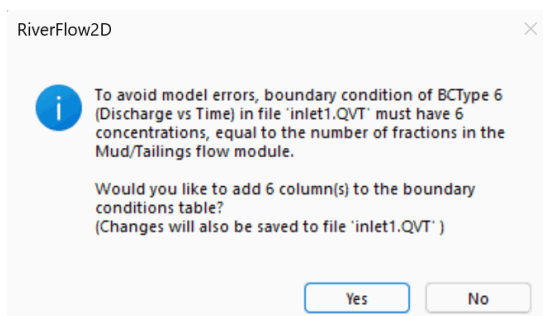 RiverFlow2D
To avoid model errors, boundary condition of BCType 6
(Discharge vs Time) in file 'inlet1.QVT' must have 6
concentrations, equal to the number of fractions in the
Mud/Tailings flow module.
Would you like to add 6 column(s) to the boundary
conditions table?
(Changes will also be saved to file 'inlet1.QVT' )
Yes
No